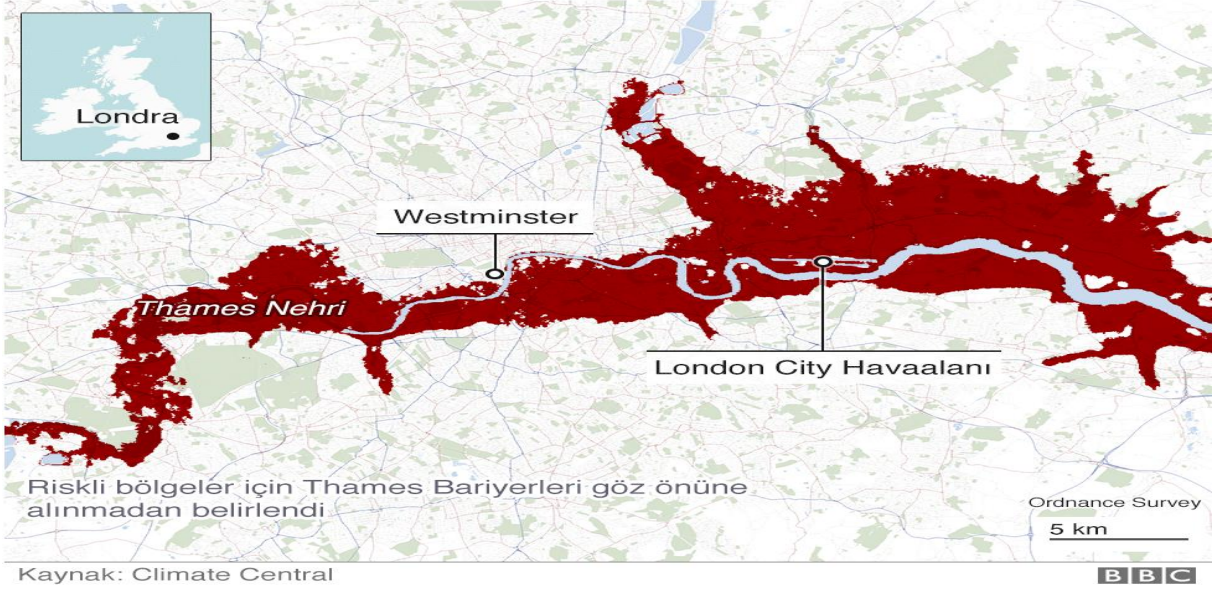 Londra
Westminster
Thames Nehri
London City Havaalanı
Riskli bölgeler için Thames Bariyerleri göz önüne
alınmadan belirlendi
Ordnance Survey
5 km
Kaynak: Climate Central
BBC